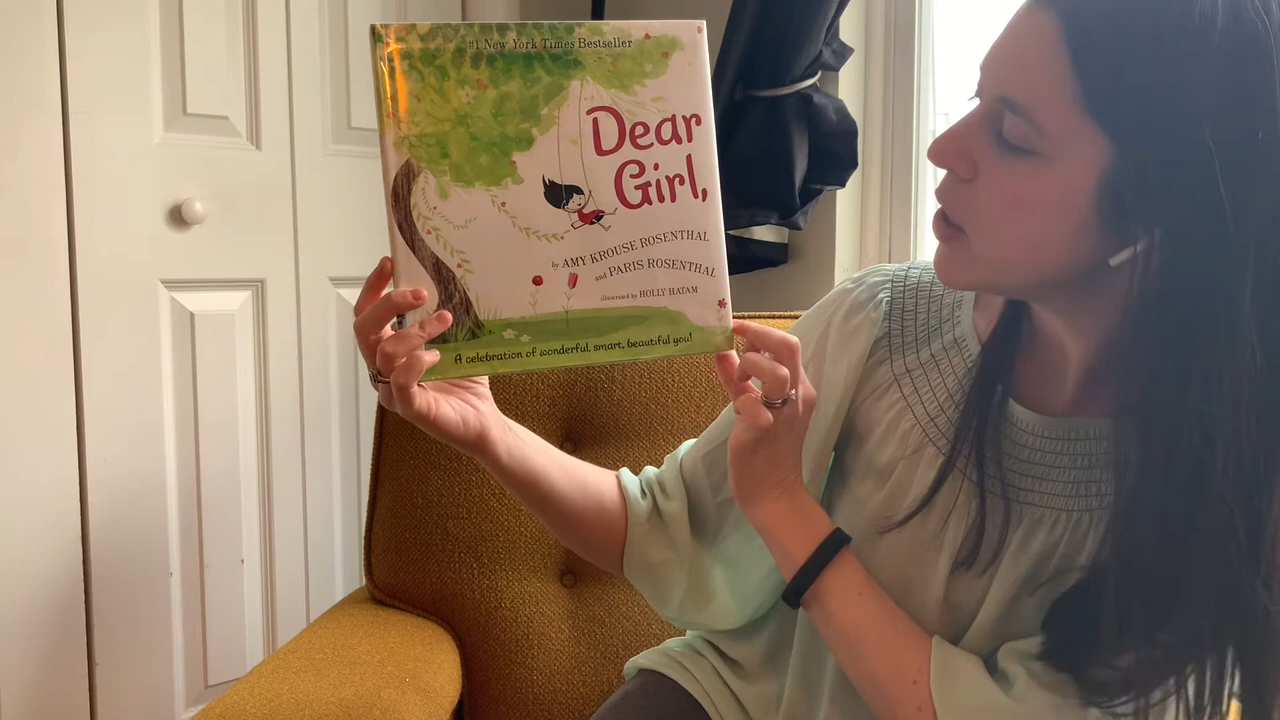 #1 New York Times Bestseller
Dear
Girl,
by AMY KROUSE ROSENTHAL
and PARIS ROSENTHAL
illustrated by HOLLY HATAM
A celebration of wonderful, smart, beautiful you!